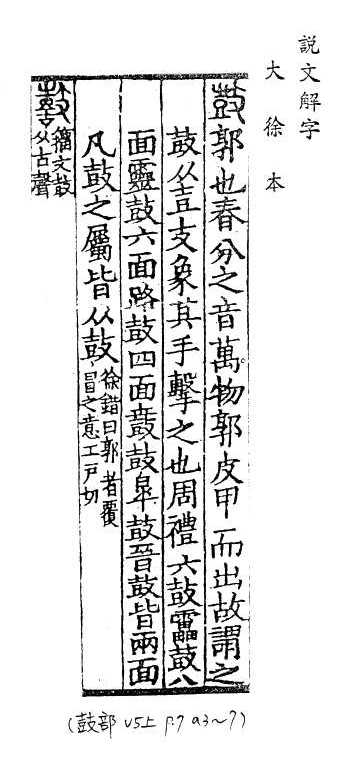 説文解字
大徐本
鼓郭也春分之音萬物郭皮甲而出故謂之
鼓从壴支象其手擊之也周禮六鼓靁鼓八
面靈鼓六面路鼓四面鼖鼓皐鼓晉鼓皆兩面
凡鼓之屬皆从鼓徐鍇曰郭者覆
冒之意工戶切
籒文鼓
从古聲
(鼓部 V5上 p.7 a3~7)